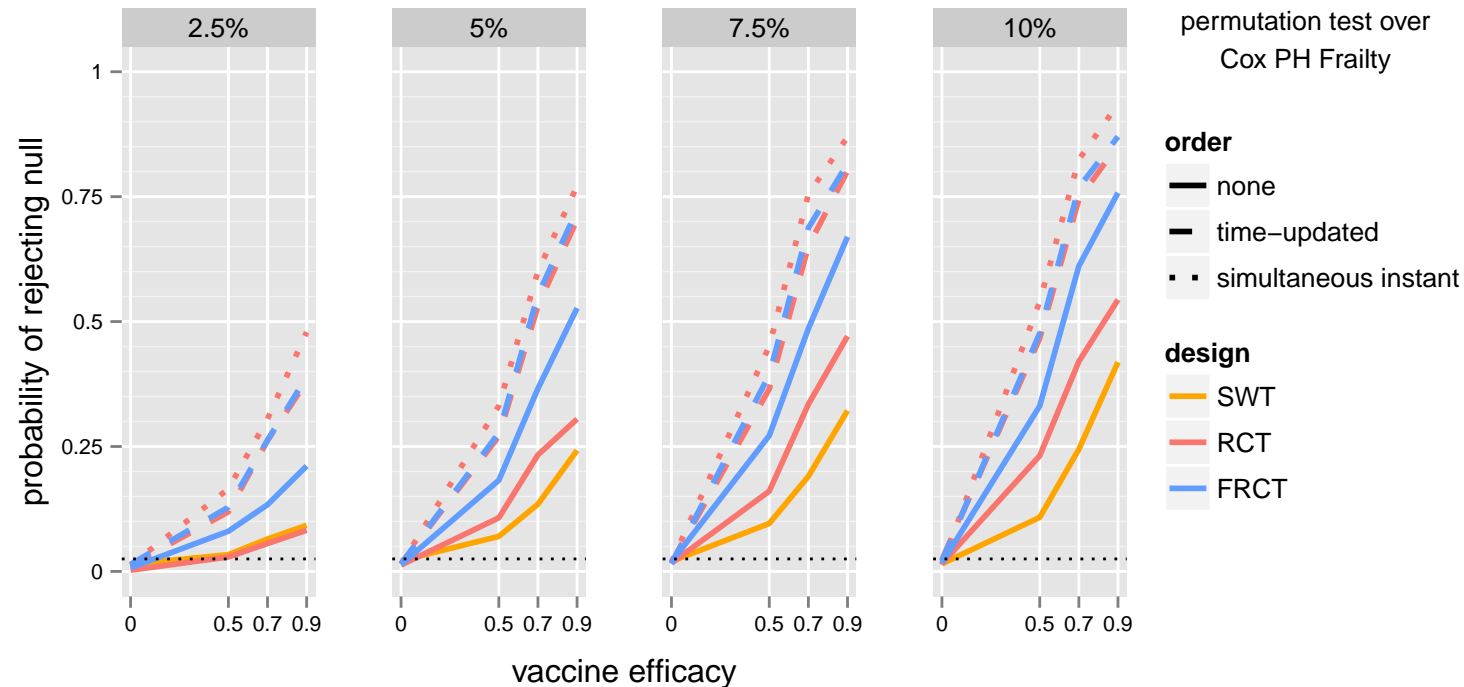 2.5%
5%
7.5%
10%
permutation test over
Cox PH Frailty
probability of rejecting null
1
0.75
0.5
0.25
0
0 0.5 0.7 0.9
0 0.5 0.7 0.9
0 0.5 0.7 0.9
0 0.5 0.7 0.9
vaccine efficacy
order
none
time−updated
simultaneous instant
design
SWT
RCT
FRCT